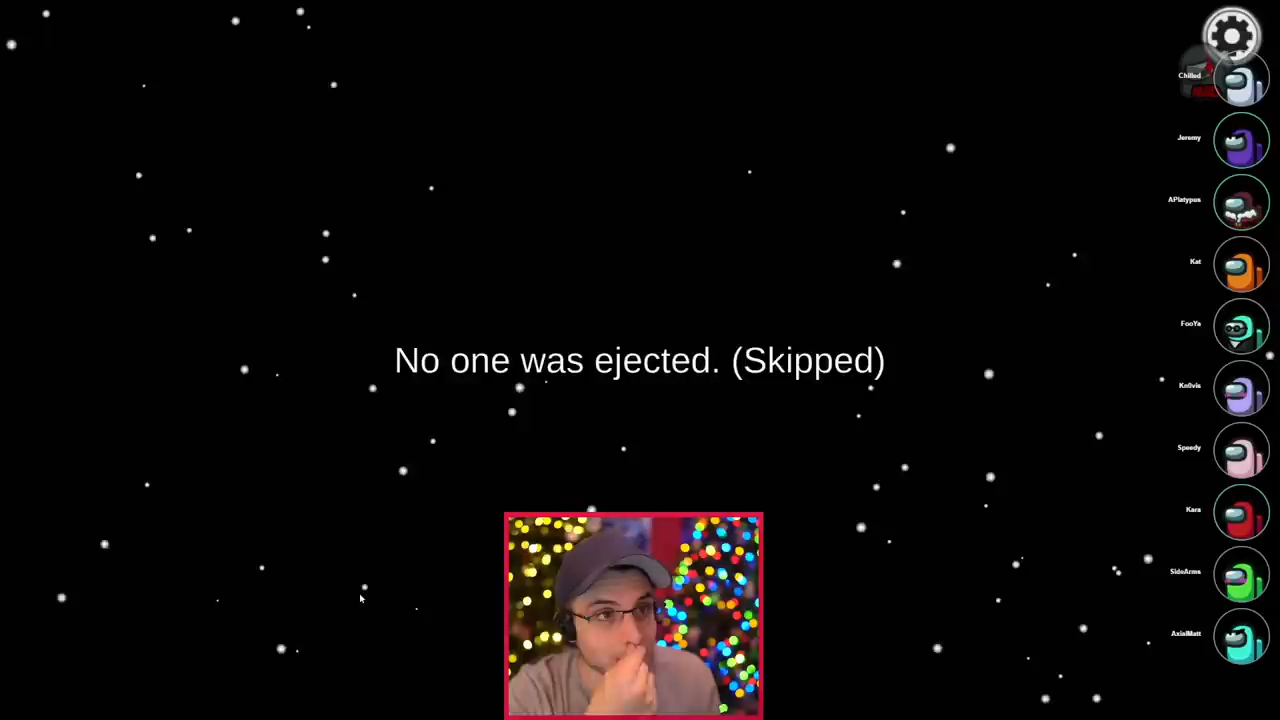 Chilled
Jeremy
APlatypus
Kat
FooYa
No one was ejected. (Skipped)
Kn0vis
Speedy
Kara
SideArms
AxialMatt